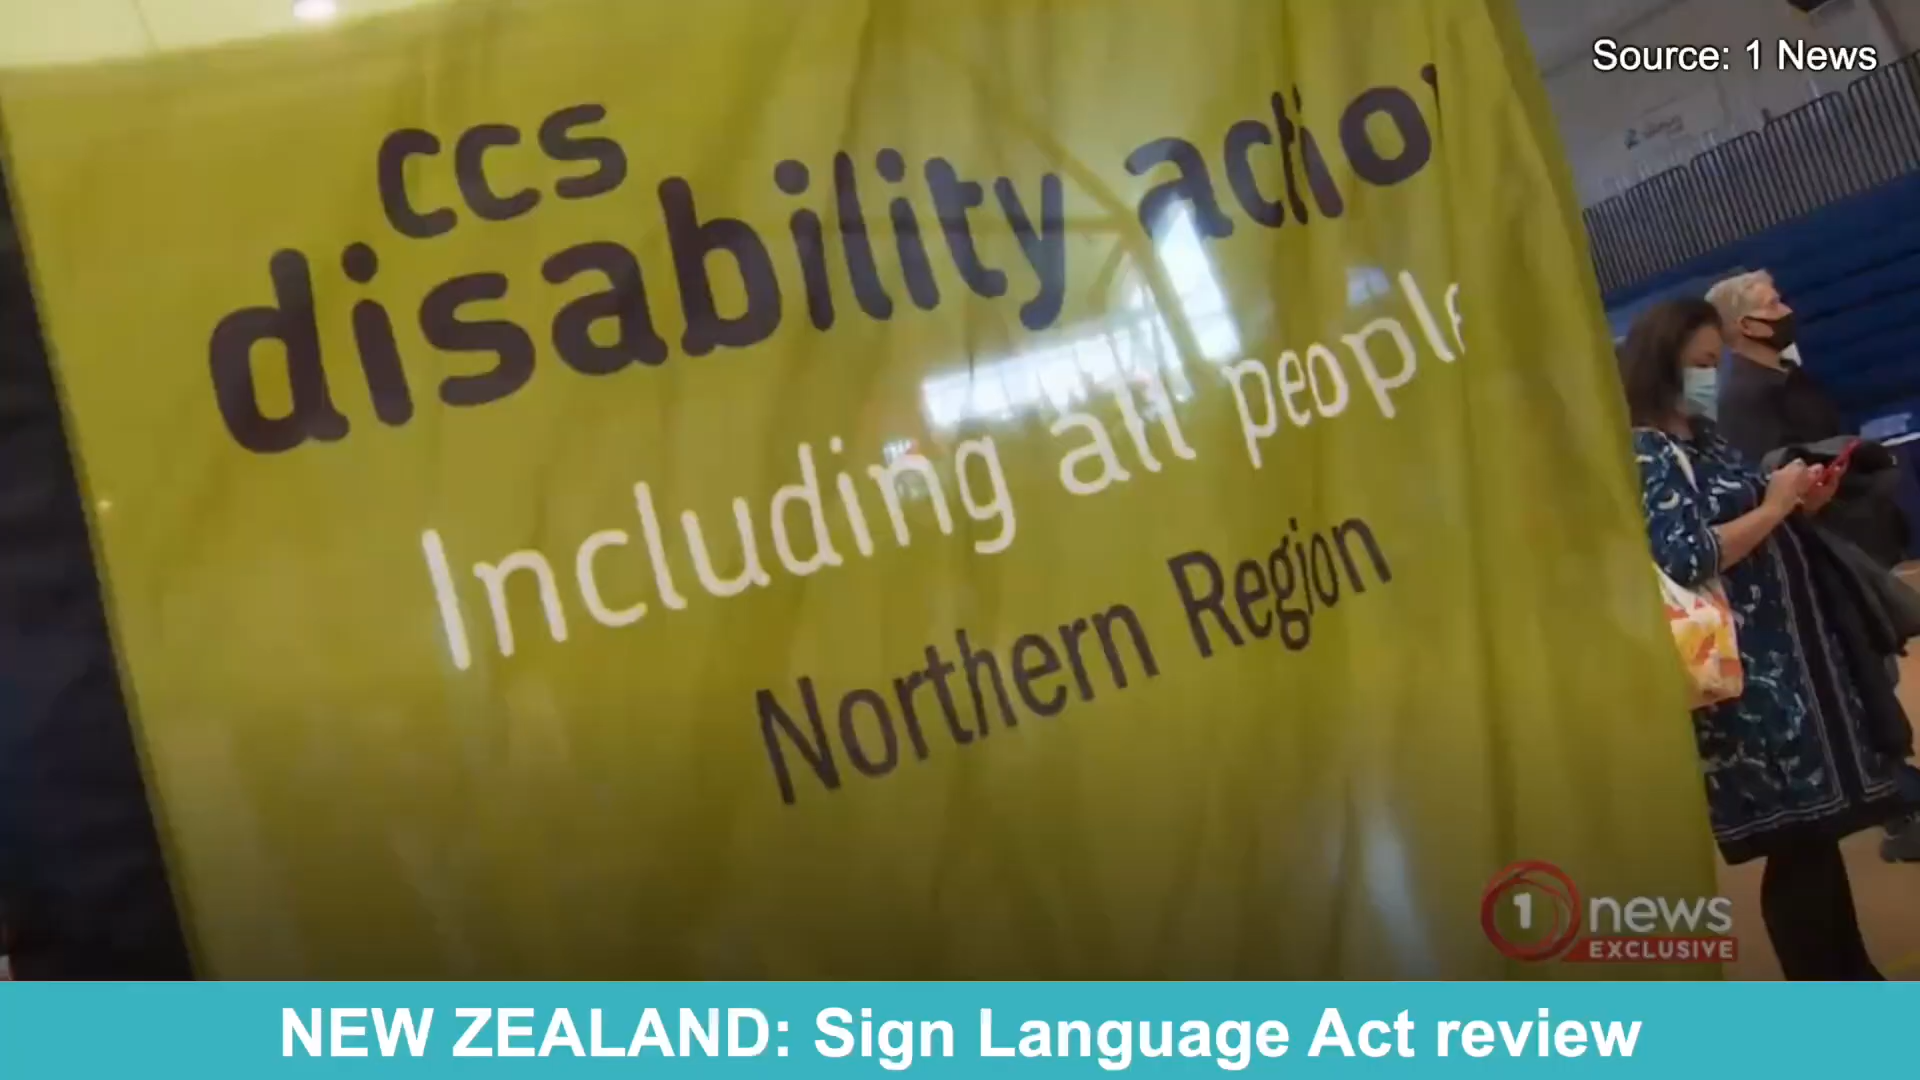 Source: 1 News
ccs
disability actio
Including all people
Northern Region
1 news
EXCLUSIVE
NEW ZEALAND: Sign Language Act review